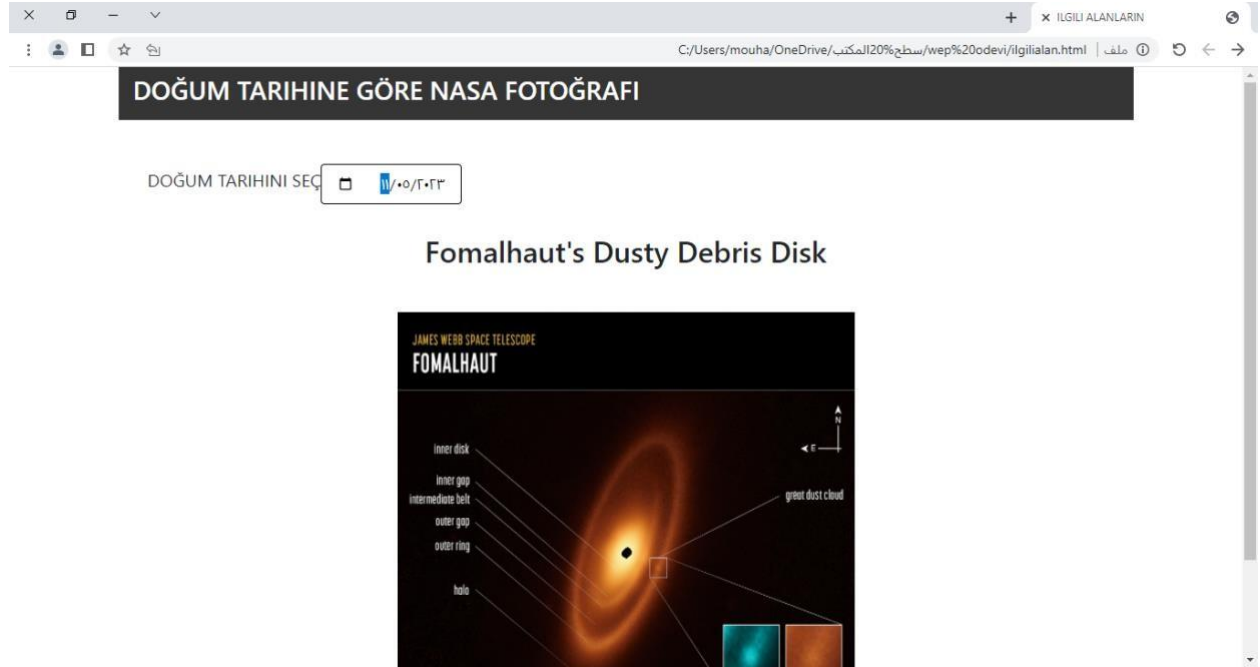 ILGILI ALANLARIN
C:/Users/mouha/OneDrive/سطح%20المكتب/wep%20odevi/ilgilialan.html | ملف
DOĞUM TARIHINE GÖRE NASA FOTOĞRAFI
DOĞUM TARIHINI SEÇ ١١/٠٥/٢٠٢٣
Fomalhaut's Dusty Debris Disk
JAMES WEBB SPACE TELESCOPE
FOMALHAUT
N
E
inner disk
inner gap
great dust cloud
intermediate belt
outer gap
outer ring
halo